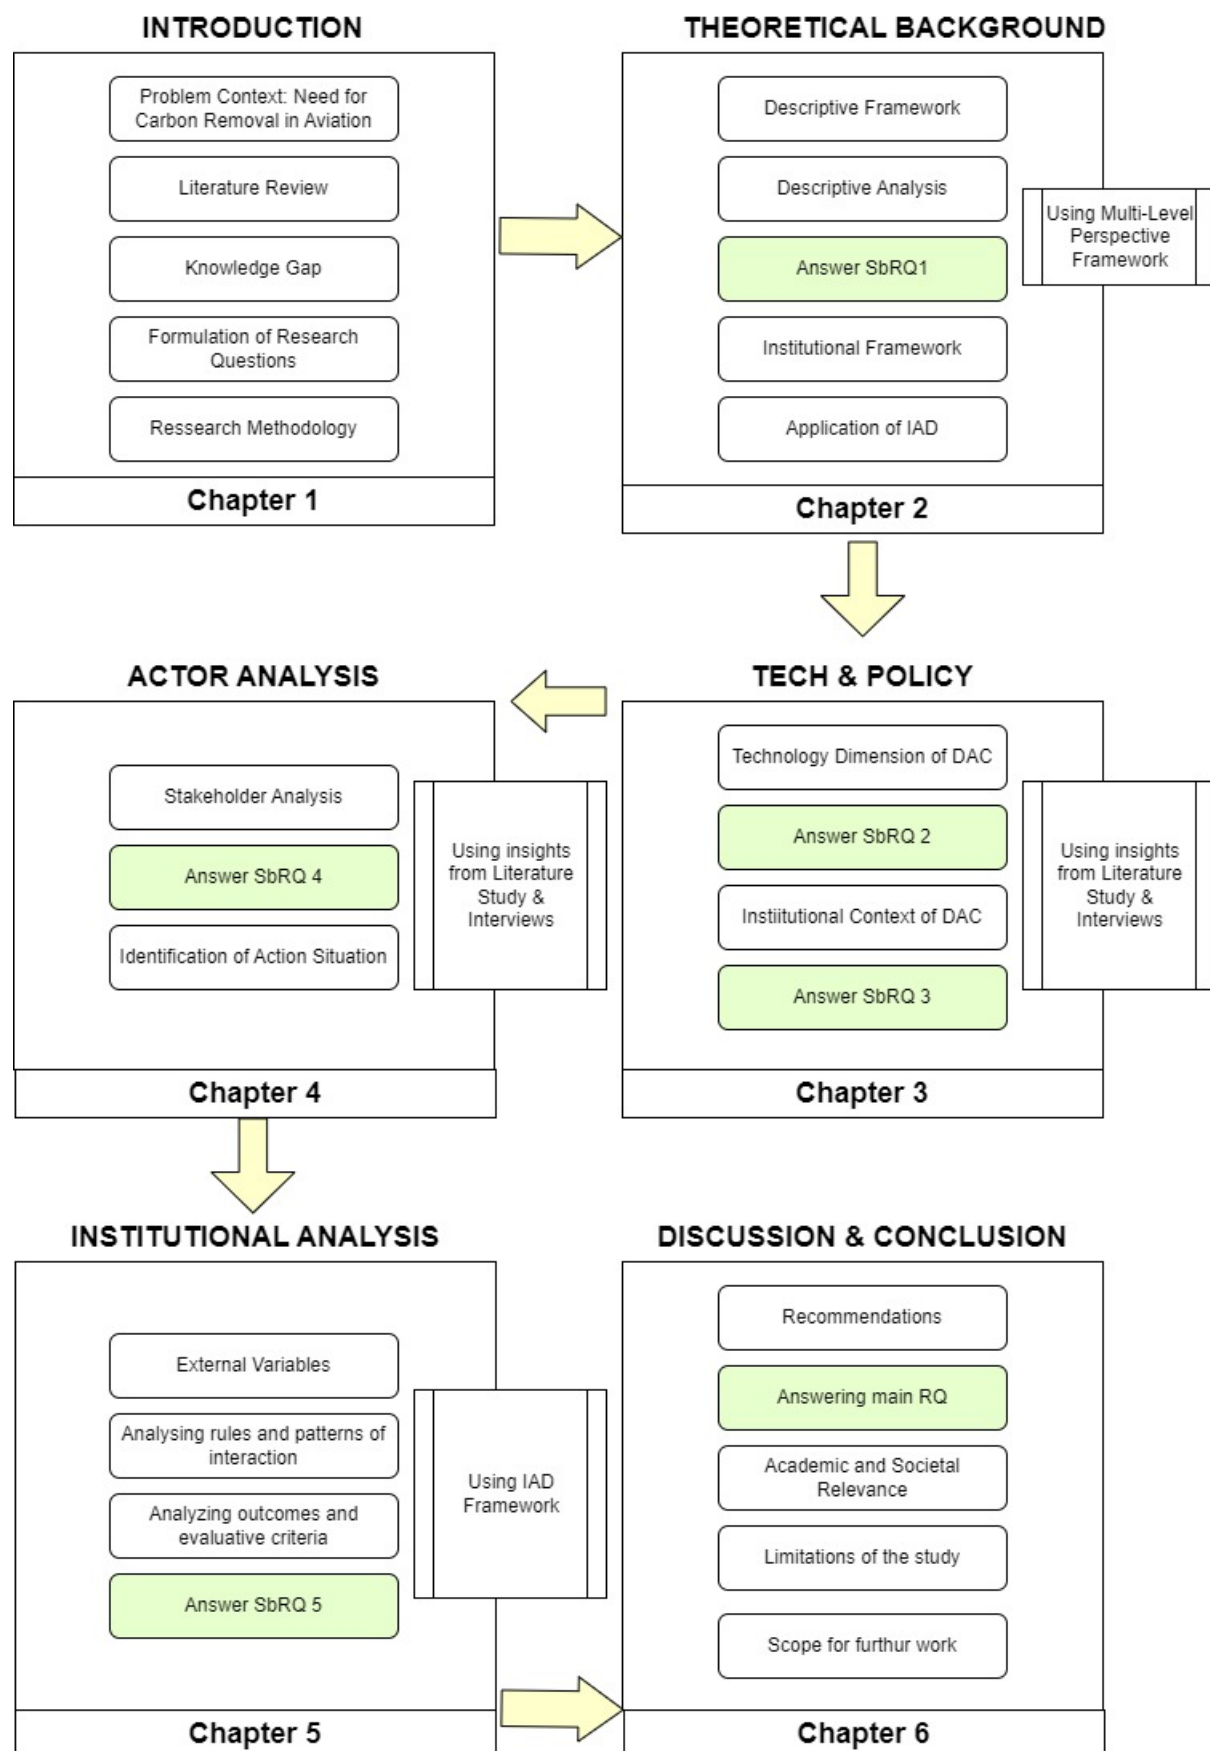 INTRODUCTION
Problem Context: Need for
Carbon Removal in Aviation
Literature Review
Knowledge Gap
Formulation of Research
Questions
Ressearch Methodology
Chapter 1
THEORETICAL BACKGROUND
Descriptive Framework
Descriptive Analysis
Answer SbRQ1
Institutional Framework
Application of IAD
Using Multi-Level
Perspective
Framework
Chapter 2
TECH & POLICY
Technology Dimension of DAC
Answer SbRQ 2
Instiitutional Context of DAC
Answer SbRQ 3
Using insights
from Literature
Study &
Interviews
Chapter 3
ACTOR ANALYSIS
Stakeholder Analysis
Answer SbRQ 4
Identification of Action Situation
Using insights
from Literature
Study &
Interviews
Chapter 4
INSTITUTIONAL ANALYSIS
External Variables
Analysing rules and patterns of
interaction
Analyzing outcomes and
evaluative criteria
Answer SbRQ 5
Using IAD
Framework
Chapter 5
DISCUSSION & CONCLUSION
Recommendations
Answering main RQ
Academic and Societal
Relevance
Limitations of the study
Scope for furthur work
Chapter 6